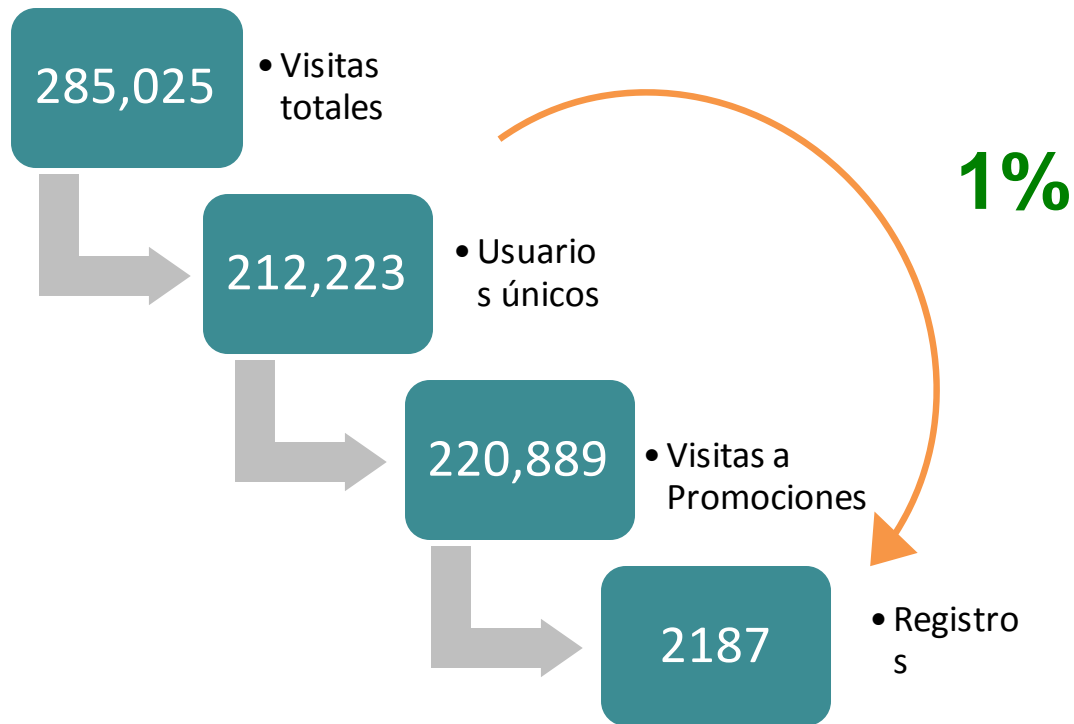 285,025
• Visitas
totales
1%
212,223
• Usuario
s únicos
220,889
• Visitas a
Promociones
2187
• Registro
s